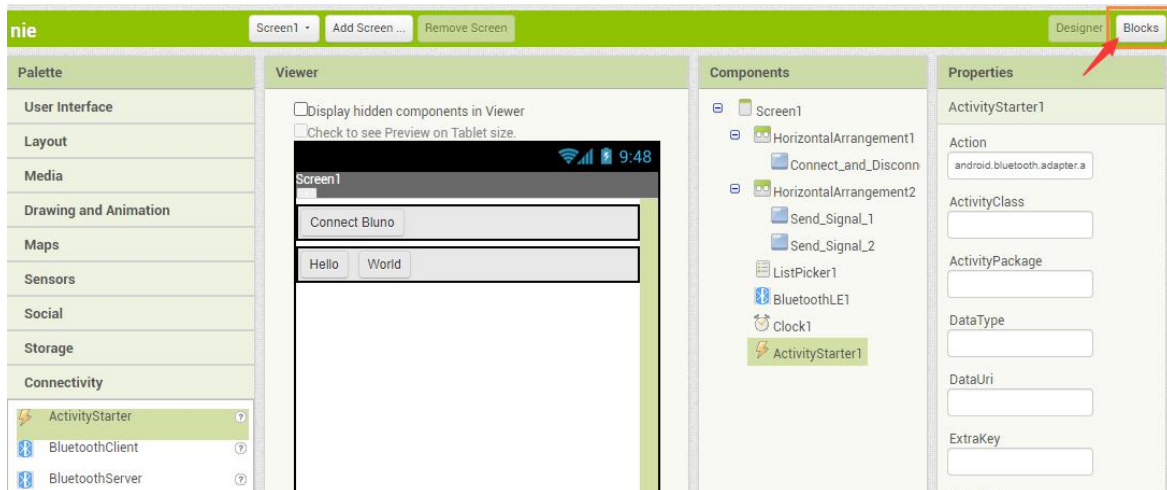 nie
Screen1
Add Screen ...
Remove Screen
Designer
Blocks
Palette
User Interface
Layout
Media
Drawing and Animation
Maps
Sensors
Social
Storage
Connectivity
ActivityStarter
?
BluetoothClient
?
BluetoothServer
?
Viewer
Display hidden components in Viewer
Check to see Preview on Tablet size.
9:48
Screen1
Connect Bluno
Hello
World
Components
Screen1
HorizontalArrangement1
Connect_and_Disconn
HorizontalArrangement2
Send_Signal_1
Send_Signal_2
ListPicker1
BluetoothLE1
Clock1
ActivityStarter1
Properties
ActivityStarter1
Action
android.bluetooth.adapter.a
ActivityClass
ActivityPackage
DataType
DataUri
ExtraKey